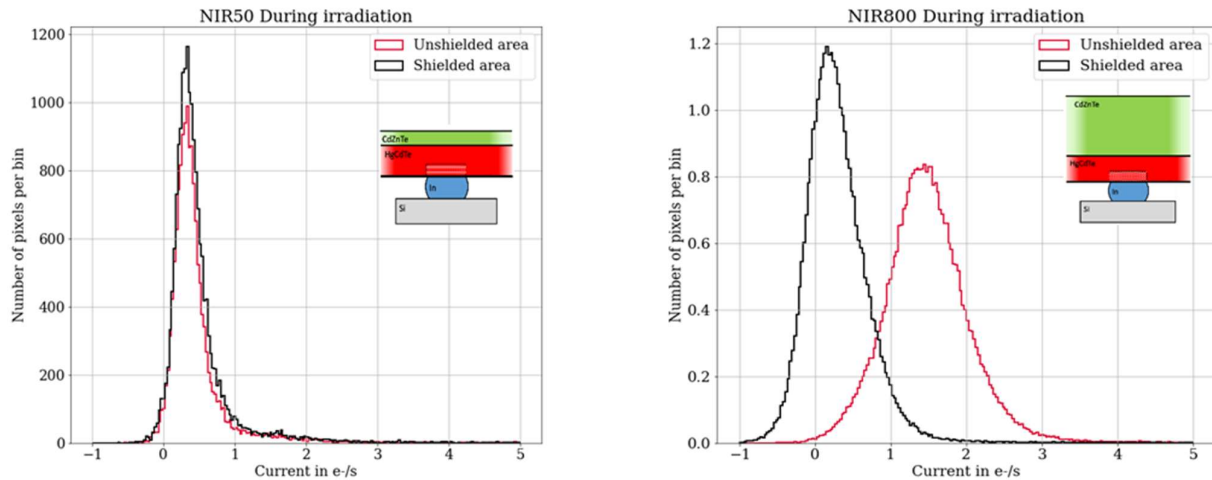 NIR50 During irradiation
1200
1000
800
600
400
200
0
Number of pixels per bin
Unshielded area
Shielded area
CdZnTe
HgCdTe
In
Si
−1
0
1
2
3
4
5
Current in e-/s
NIR800 During irradiation
1.2
1.0
0.8
0.6
0.4
0.2
0.0
Number of pixels per bin
Unshielded area
Shielded area
CdZnTe
HgCdTe
In
Si
−1
0
1
2
3
4
5
Current in e-/s